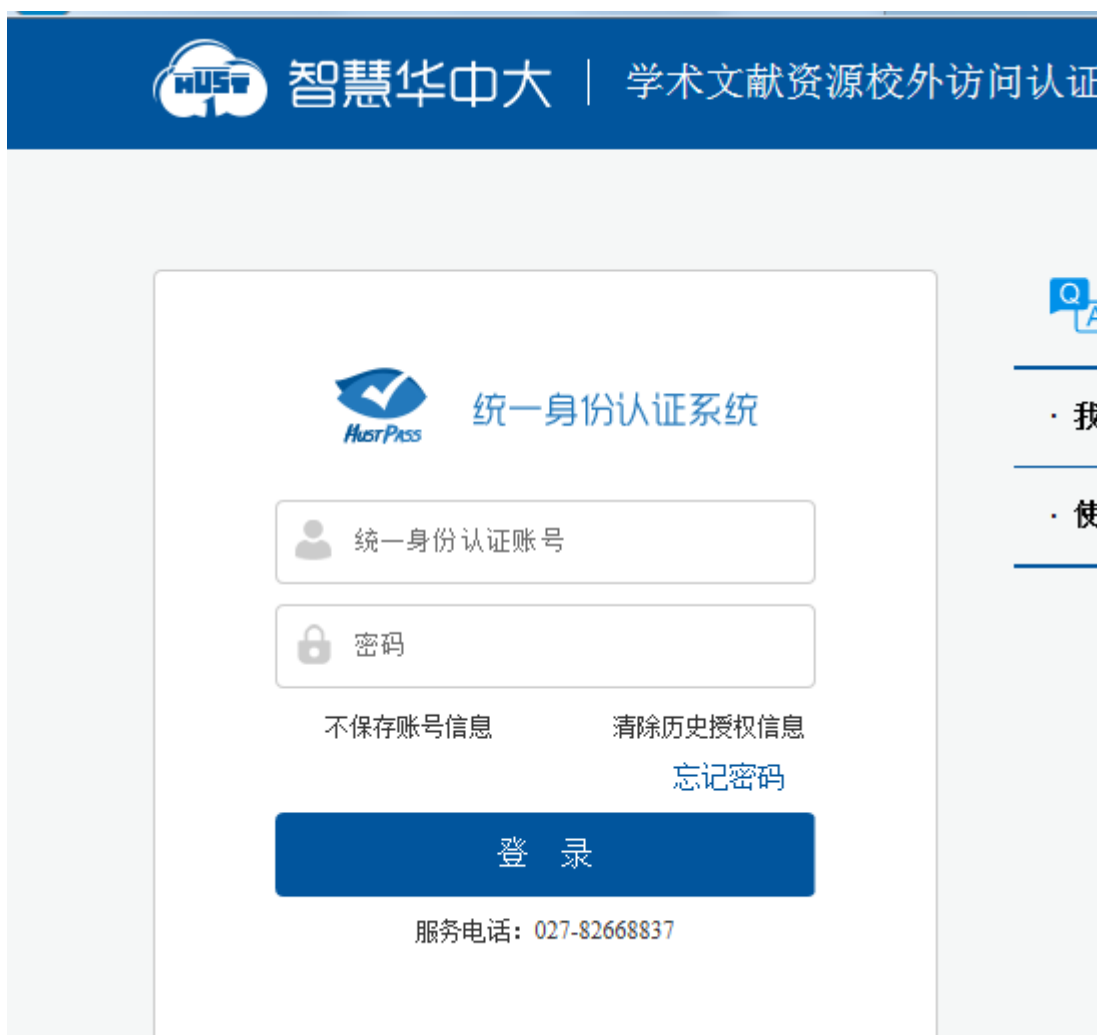 HUST 智慧华中大 | 学术文献资源校外访问认证
Q A
HustPass 统一身份认证系统
· 我
统一身份认证账号
· 使
密码
不保存账号信息 清除历史授权信息
忘记密码
登 录
服务电话：027-82668837